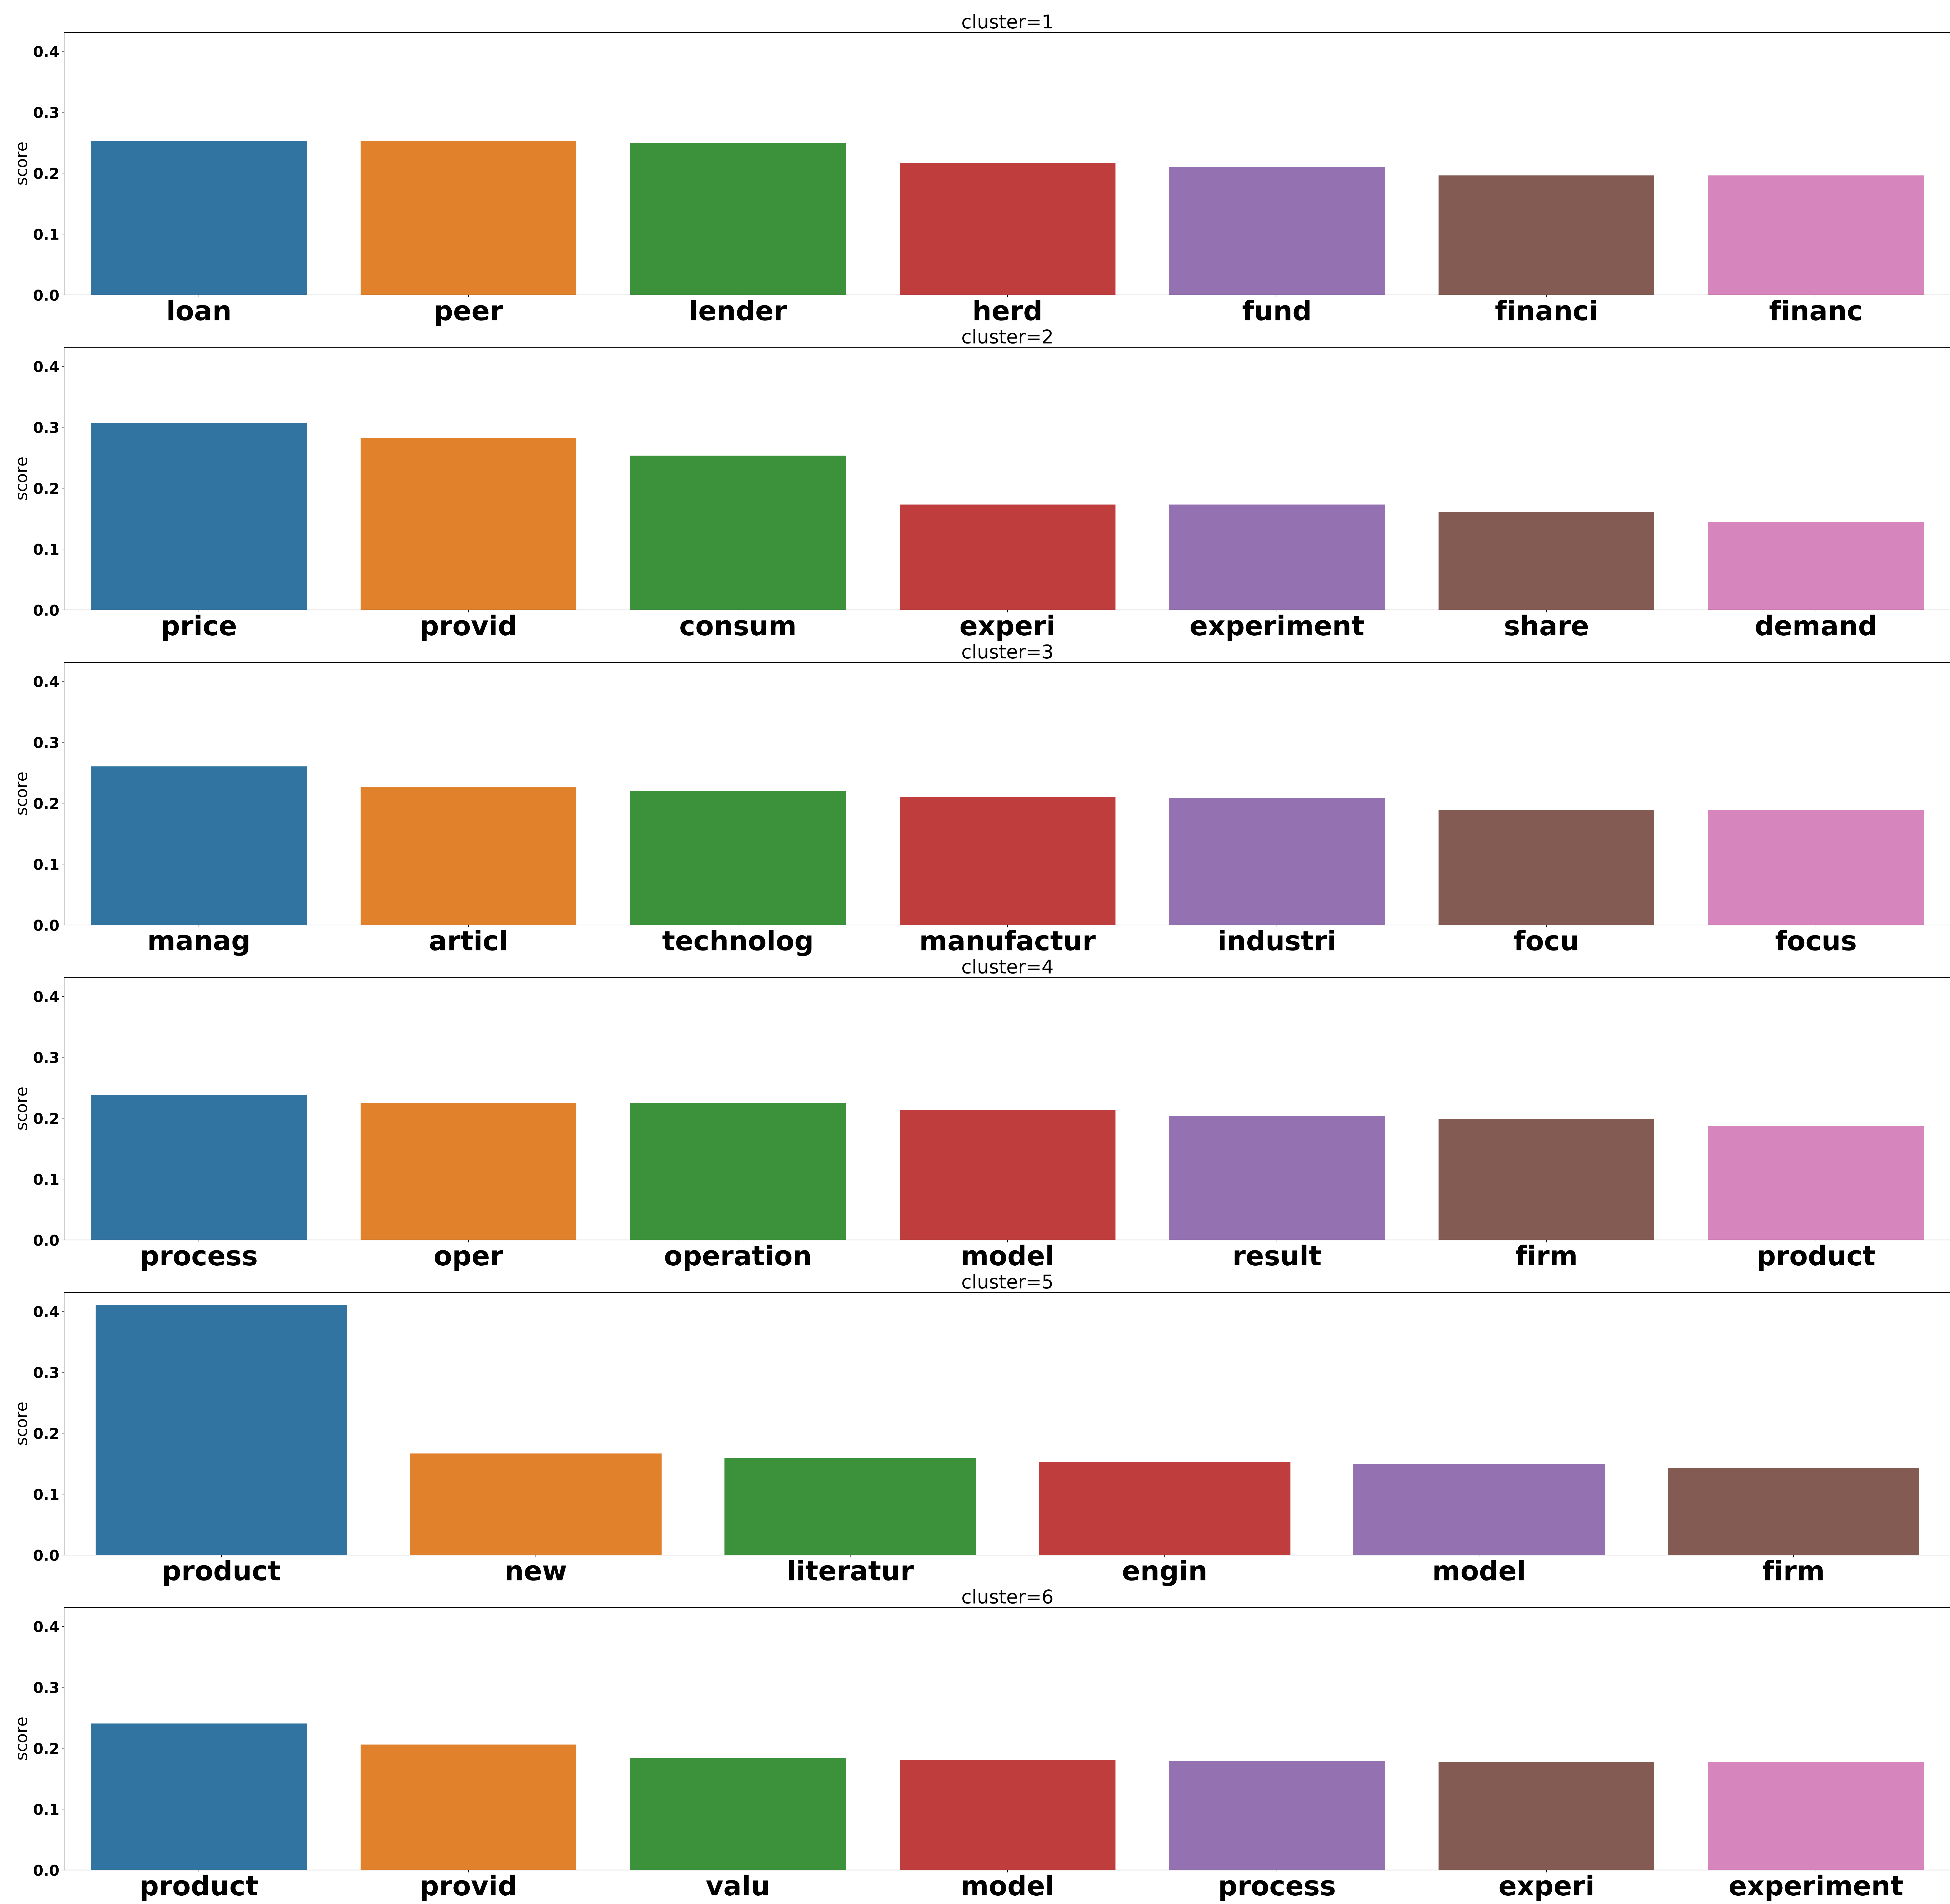 cluster=1
0.4
0.3
0.2
0.1
0.0
score
loan peer lender herd fund financi financ
cluster=2
0.4
0.3
0.2
0.1
0.0
score
price provid consum experi experiment share demand
cluster=3
0.4
0.3
0.2
0.1
0.0
score
manag articl technolog manufactur industri focu focus
cluster=4
0.4
0.3
0.2
0.1
0.0
score
process oper operation model result firm product
cluster=5
0.4
0.3
0.2
0.1
0.0
score
product new literatur engin model firm
cluster=6
0.4
0.3
0.2
0.1
0.0
score
product provid valu model process experi experiment